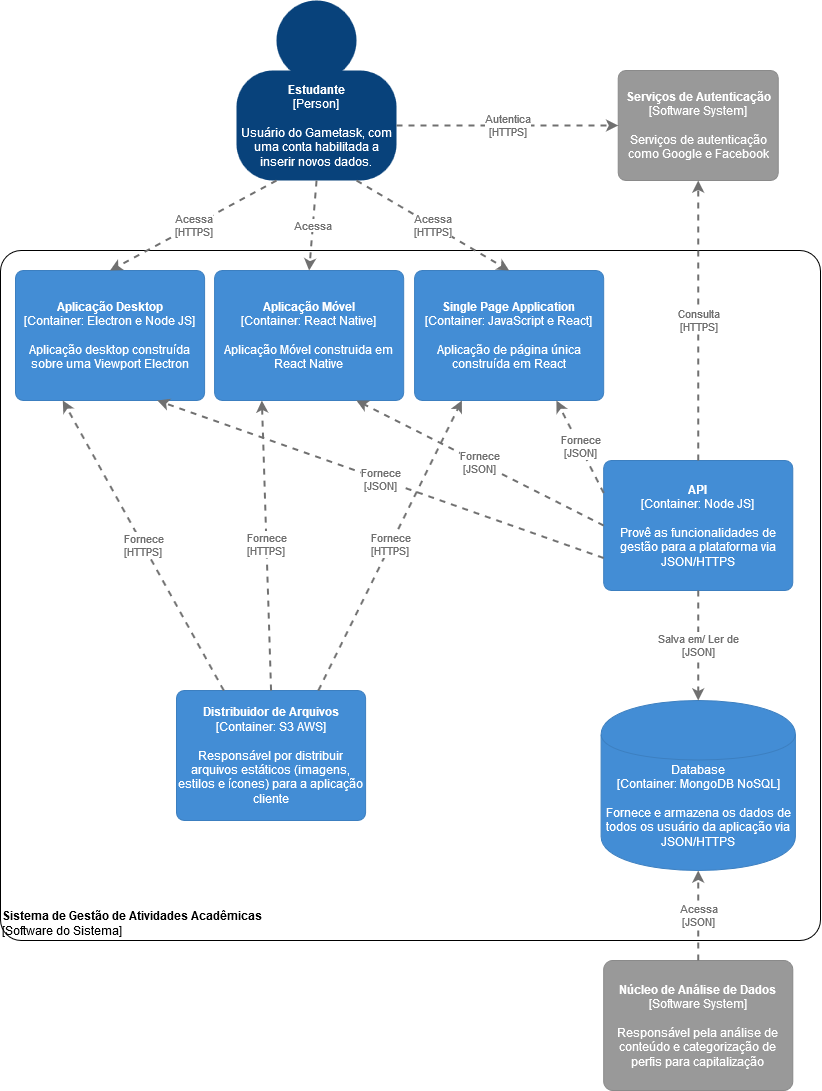 Estudante
[Person]
Usuário do Gametask, com
uma conta habilitada a
inserir novos dados.
Autentica
[HTTPS]
Serviços de Autenticação
[Software System]
Serviços de autenticação
como Google e Facebook
Acessa
[HTTPS]
Acessa
Acessa
[HTTPS]
Consulta
[HTTPS]
Aplicação Desktop
[Container: Electron e Node JS]
Aplicação desktop construída
sobre uma Viewport Electron
Aplicação Móvel
[Container: React Native]
Aplicação Móvel construida em
React Native
Single Page Application
[Container: JavaScript e React]
Aplicação de página única
construída em React
Fornece
[JSON]
Fornece
[JSON]
Fornece
[JSON]
API
[Container: Node JS]
Provê as funcionalidades de
gestão para a plataforma via
JSON/HTTPS
Fornece
[HTTPS]
Fornece
[HTTPS]
Fornece
[HTTPS]
Salva em/ Ler de
[JSON]
Distribuidor de Arquivos
[Container: S3 AWS]
Responsável por distribuir
arquivos estáticos (imagens,
estilos e ícones) para a aplicação
cliente
Database
[Container: MongoDB NoSQL]
Fornece e armazena os dados de
todos os usuário da aplicação via
JSON/HTTPS
Sistema de Gestão de Atividades Acadêmicas
[Software do Sistema]
Acessa
[JSON]
Núcleo de Análise de Dados
[Software System]
Responsável pela análise de
conteúdo e categorização de
perfis para capitalização